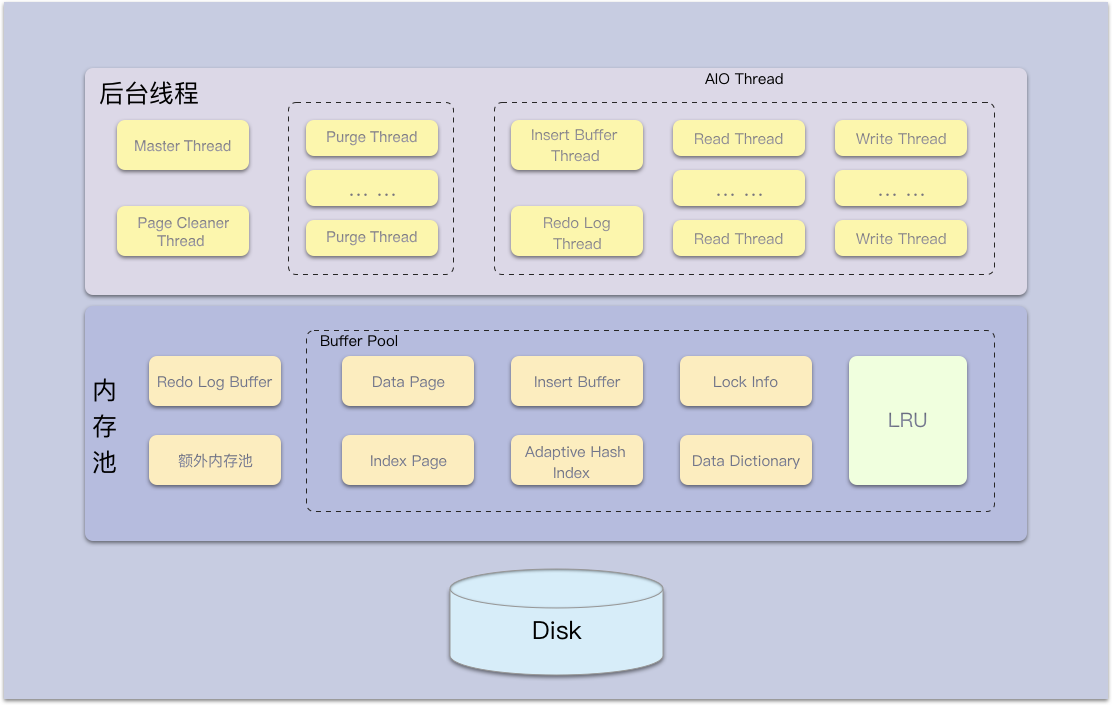 后台线程
AIO Thread
Master Thread
Page Cleaner
Thread
Purge Thread
... ...
Purge Thread
Insert Buffer
Thread
Redo Log
Thread
Read Thread
... ...
Read Thread
Write Thread
... ...
Write Thread
内
存
池
Redo Log Buffer
额外内存池
Buffer Pool
Data Page
Insert Buffer
Lock Info
Index Page
Adaptive Hash
Index
Data Dictionary
LRU
Disk